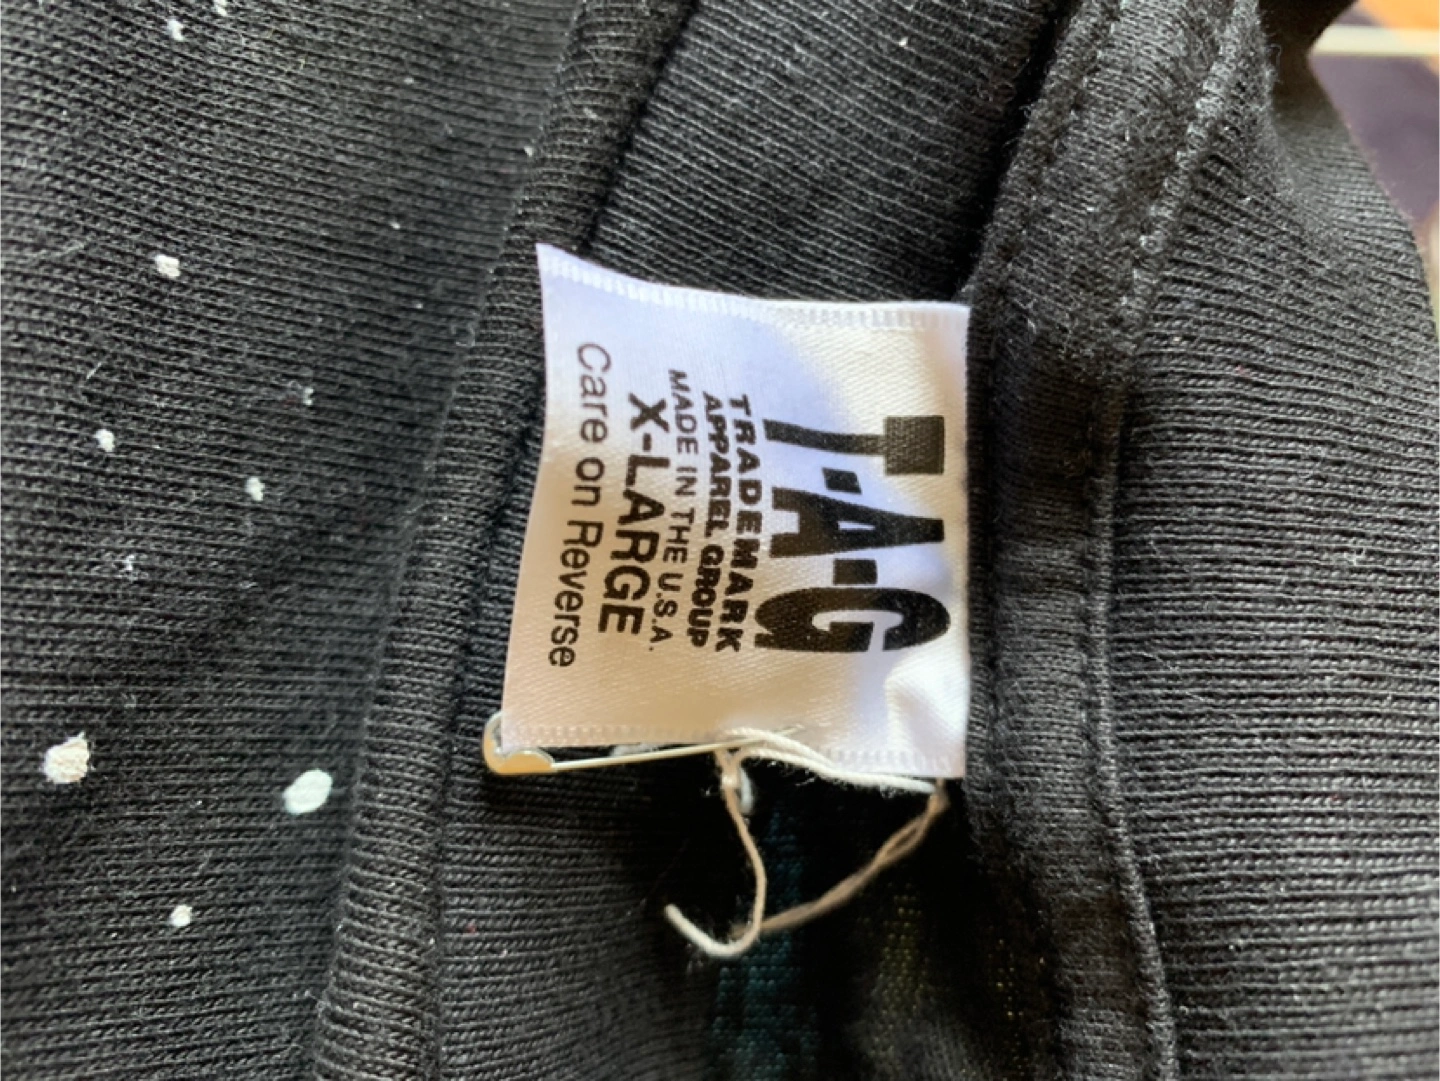 T·A·G
TRADEMARK
APPAREL GROUP
MADE IN THE U.S.A.
X-LARGE
Care on Reverse